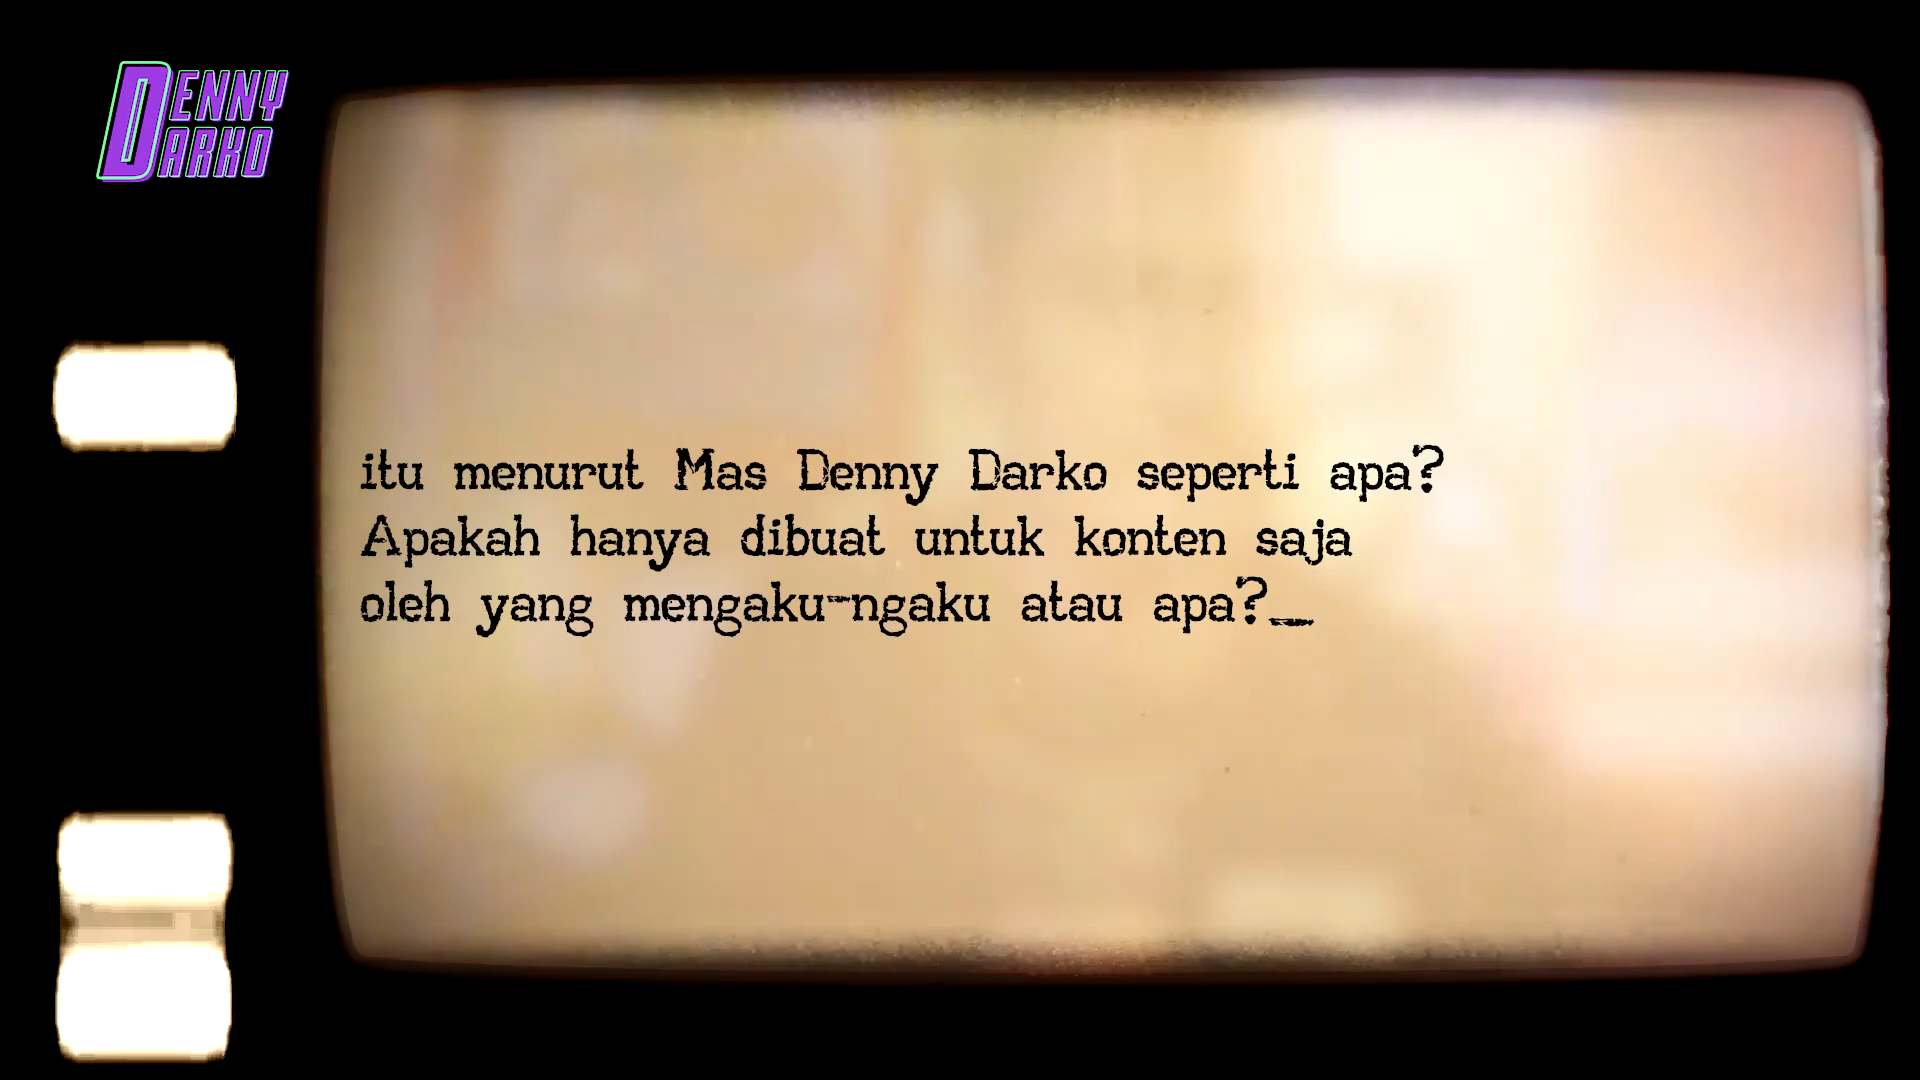 DENNY
DARKO
itu menurut Mas Denny Darko seperti apa?
Apakah hanya dibuat untuk konten saja
oleh yang mengaku-ngaku atau apa?_